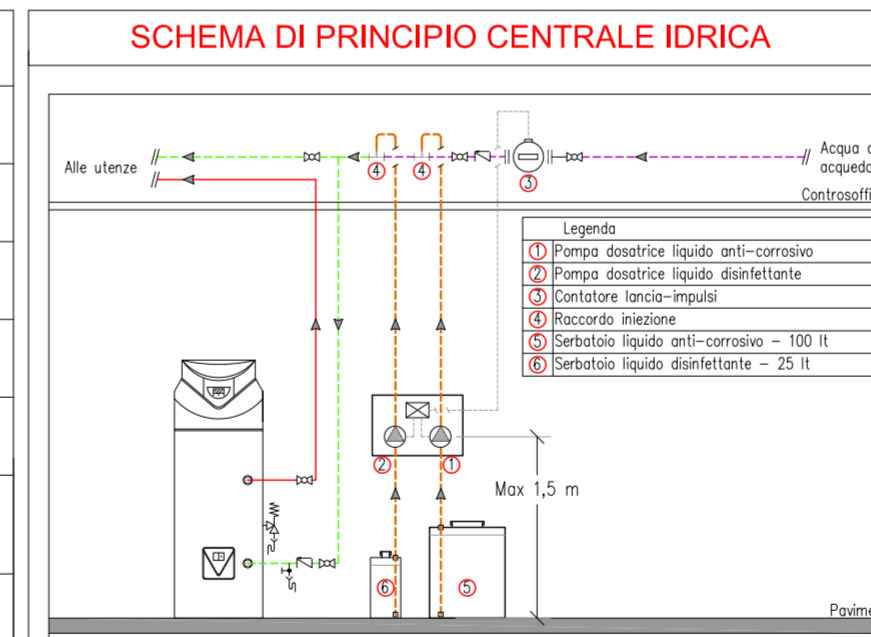 SCHEMA DI PRINCIPIO CENTRALE IDRICA
Alle utenze
4
4
3
Acqua
acquedo
Controsoffi
Legenda
1 Pompa dosatrice liquido anti-corrosivo
2 Pompa dosatrice liquido disinfettante
3 Contatore lancia-impulsi
4 Raccordo iniezione
5 Serbatoio liquido anti-corrosivo - 100 lt
6 Serbatoio liquido disinfettante - 25 lt
2
1
Max 1,5 m
6
5
Pavime